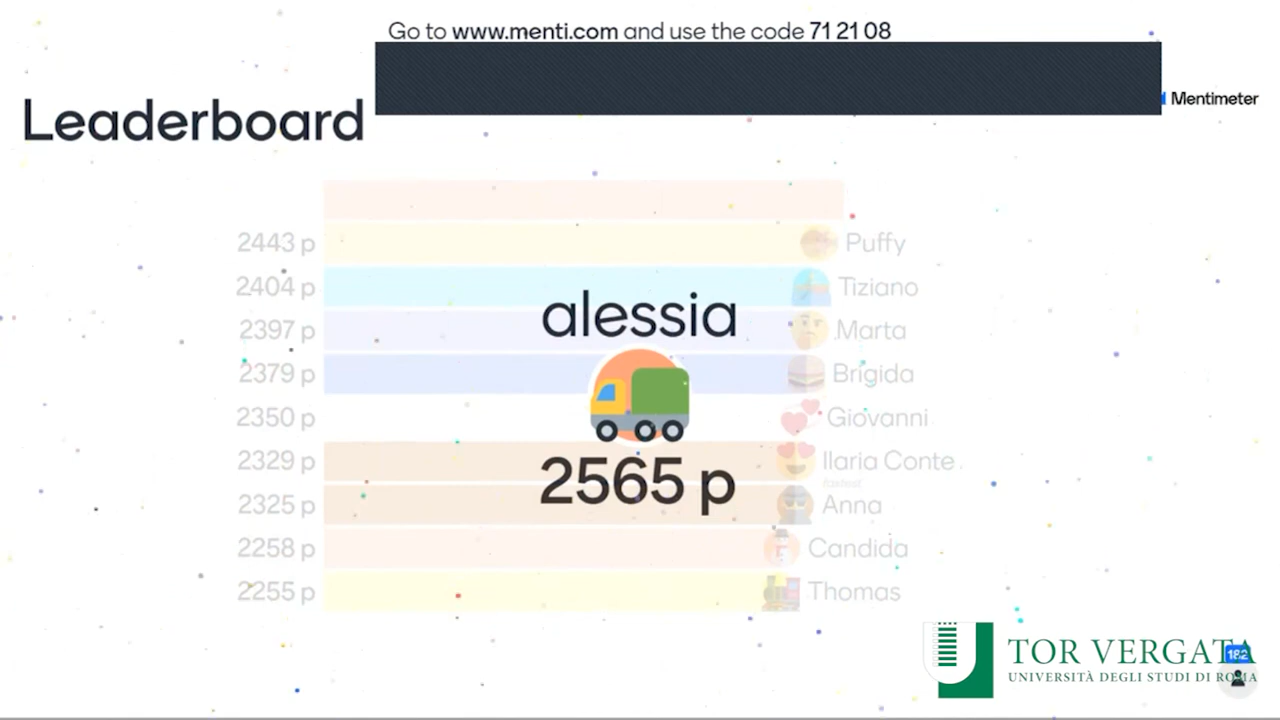 Go to www.menti.com and use the code 71 21 08
Mentimeter
Leaderboard
2443 p Puffy
2404 p Tiziano
alessia
2397 p Marta
2379 p Brigida
2350 p Giovanni
2329 p Ilaria Conte
2565 p
fastest
2325 p Anna
2258 p Candida
2255 p Thomas
TOR VERGATA
UNIVERSITÀ DEGLI STUDI DI ROMA
182